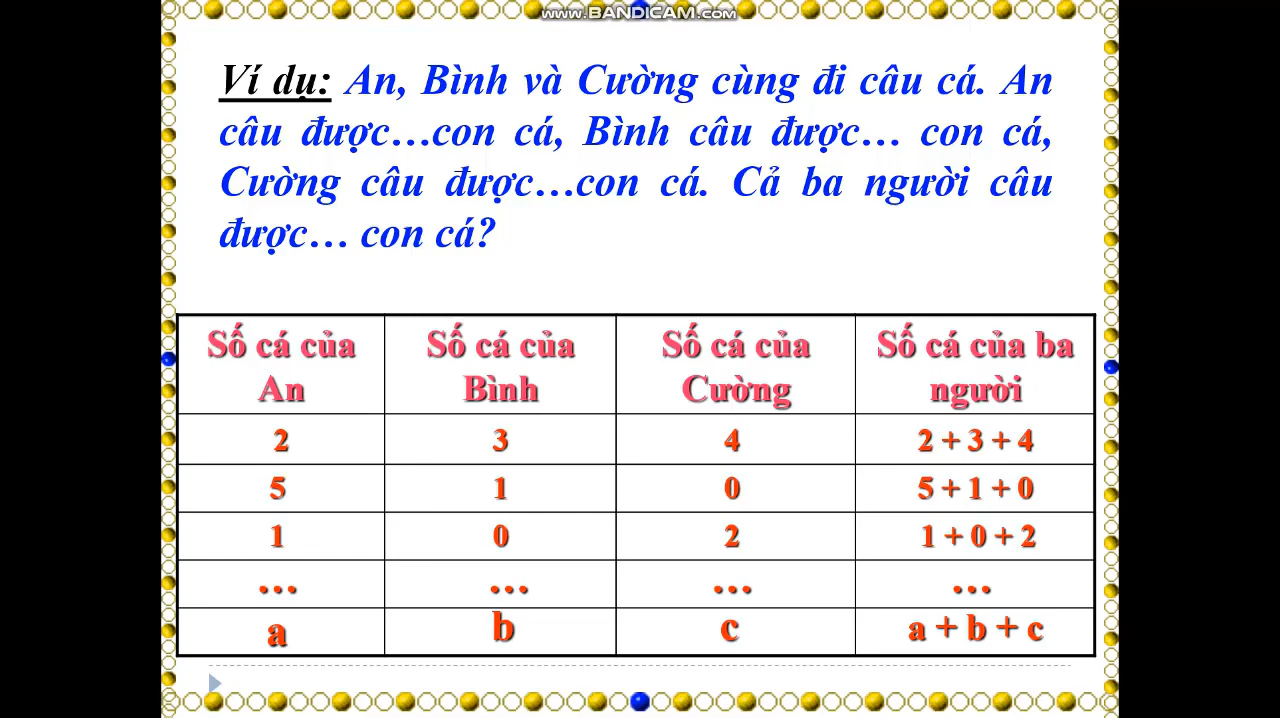 www.BANDICAM.com
Ví dụ: An, Bình và Cường cùng đi câu cá. An
câu được…con cá, Bình câu được… con cá,
Cường câu được…con cá. Cả ba người câu
được… con cá?
Số cá của An | Số cá của Bình | Số cá của Cường | Số cá của ba người
2 | 3 | 4 | 2 + 3 + 4
5 | 1 | 0 | 5 + 1 + 0
1 | 0 | 2 | 1 + 0 + 2
… | … | … | …
a | b | c | a + b + c